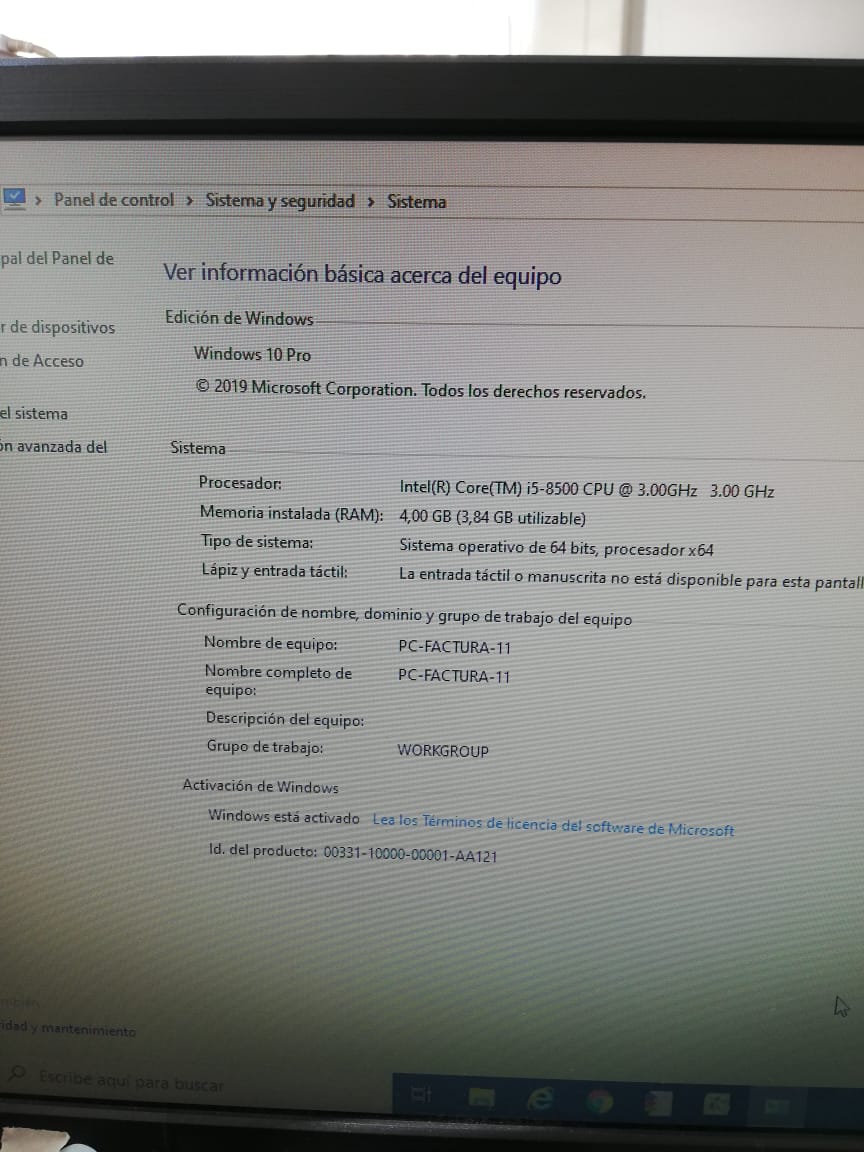 > Panel de control > Sistema y seguridad > Sistema
pal del Panel de
Ver información básica acerca del equipo
Edición de Windows
r de dispositivos
Windows 10 Pro
n de Acceso
© 2019 Microsoft Corporation. Todos los derechos reservados.
el sistema
ón avanzada del
Sistema
Procesador: Intel(R) Core(TM) i5-8500 CPU @ 3.00GHz 3.00 GHz
Memoria instalada (RAM): 4,00 GB (3,84 GB utilizable)
Tipo de sistema: Sistema operativo de 64 bits, procesador x64
Lápiz y entrada táctil: La entrada táctil o manuscrita no está disponible para esta pantall
Configuración de nombre, dominio y grupo de trabajo del equipo
Nombre de equipo: PC-FACTURA-11
Nombre completo de equipo: PC-FACTURA-11
Descripción del equipo:
Grupo de trabajo: WORKGROUP
Activación de Windows
Windows está activado Lea los Términos de licencia del software de Microsoft
Id. del producto: 00331-10000-00001-AA121
mbién
ridad y mantenimiento
Escribe aquí para buscar